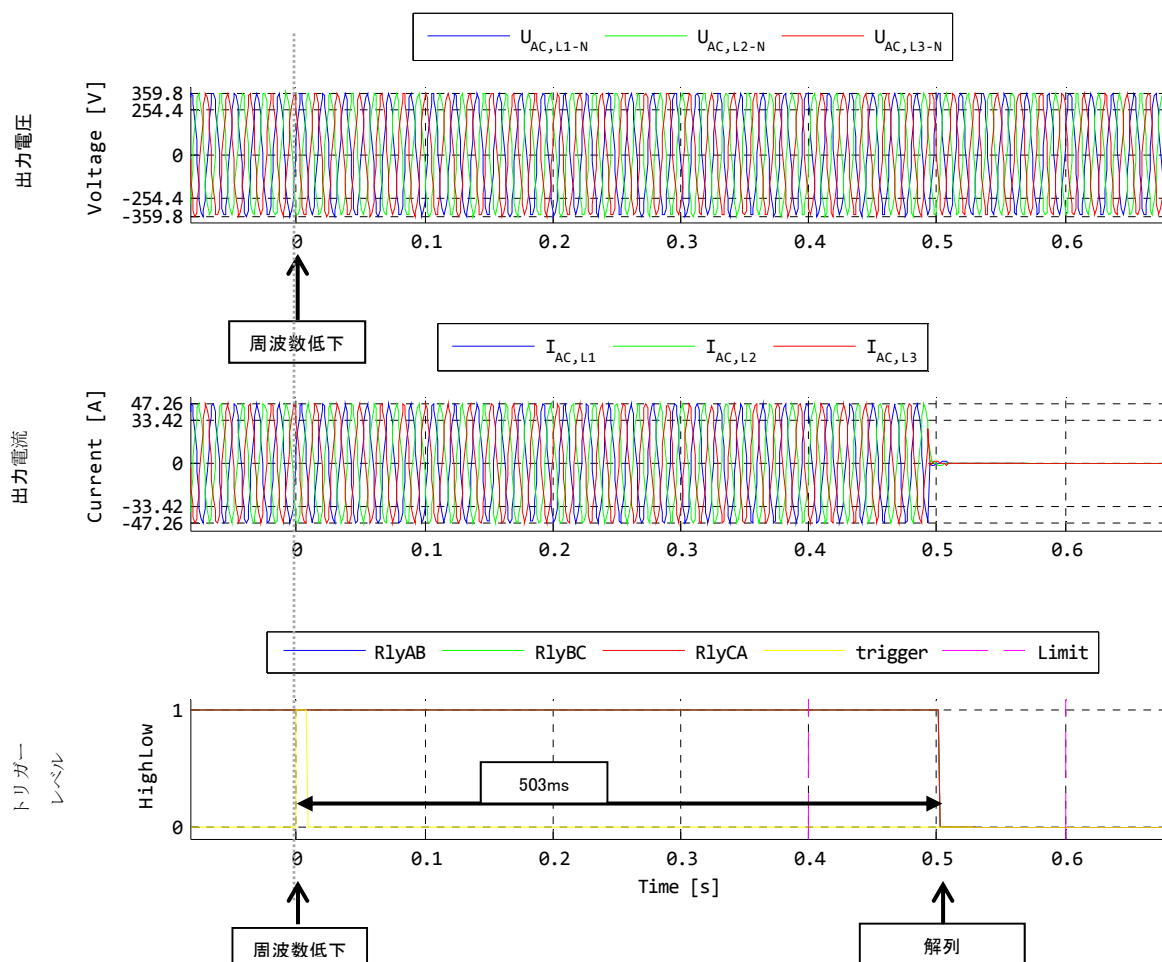 U_AC,L1-N U_AC,L2-N U_AC,L3-N
出力電圧
Voltage [V]
359.8
254.4
0
-254.4
-359.8
0 0.1 0.2 0.3 0.4 0.5 0.6
周波数低下
I_AC,L1 I_AC,L2 I_AC,L3
出力電流
Current [A]
47.26
33.42
0
-33.42
-47.26
0 0.1 0.2 0.3 0.4 0.5 0.6
RlyAB RlyBC RlyCA trigger Limit
トリガー
レベル
HighLow
1
503ms
0
0 0.1 0.2 0.3 0.4 0.5 0.6
Time [s]
周波数低下
解列